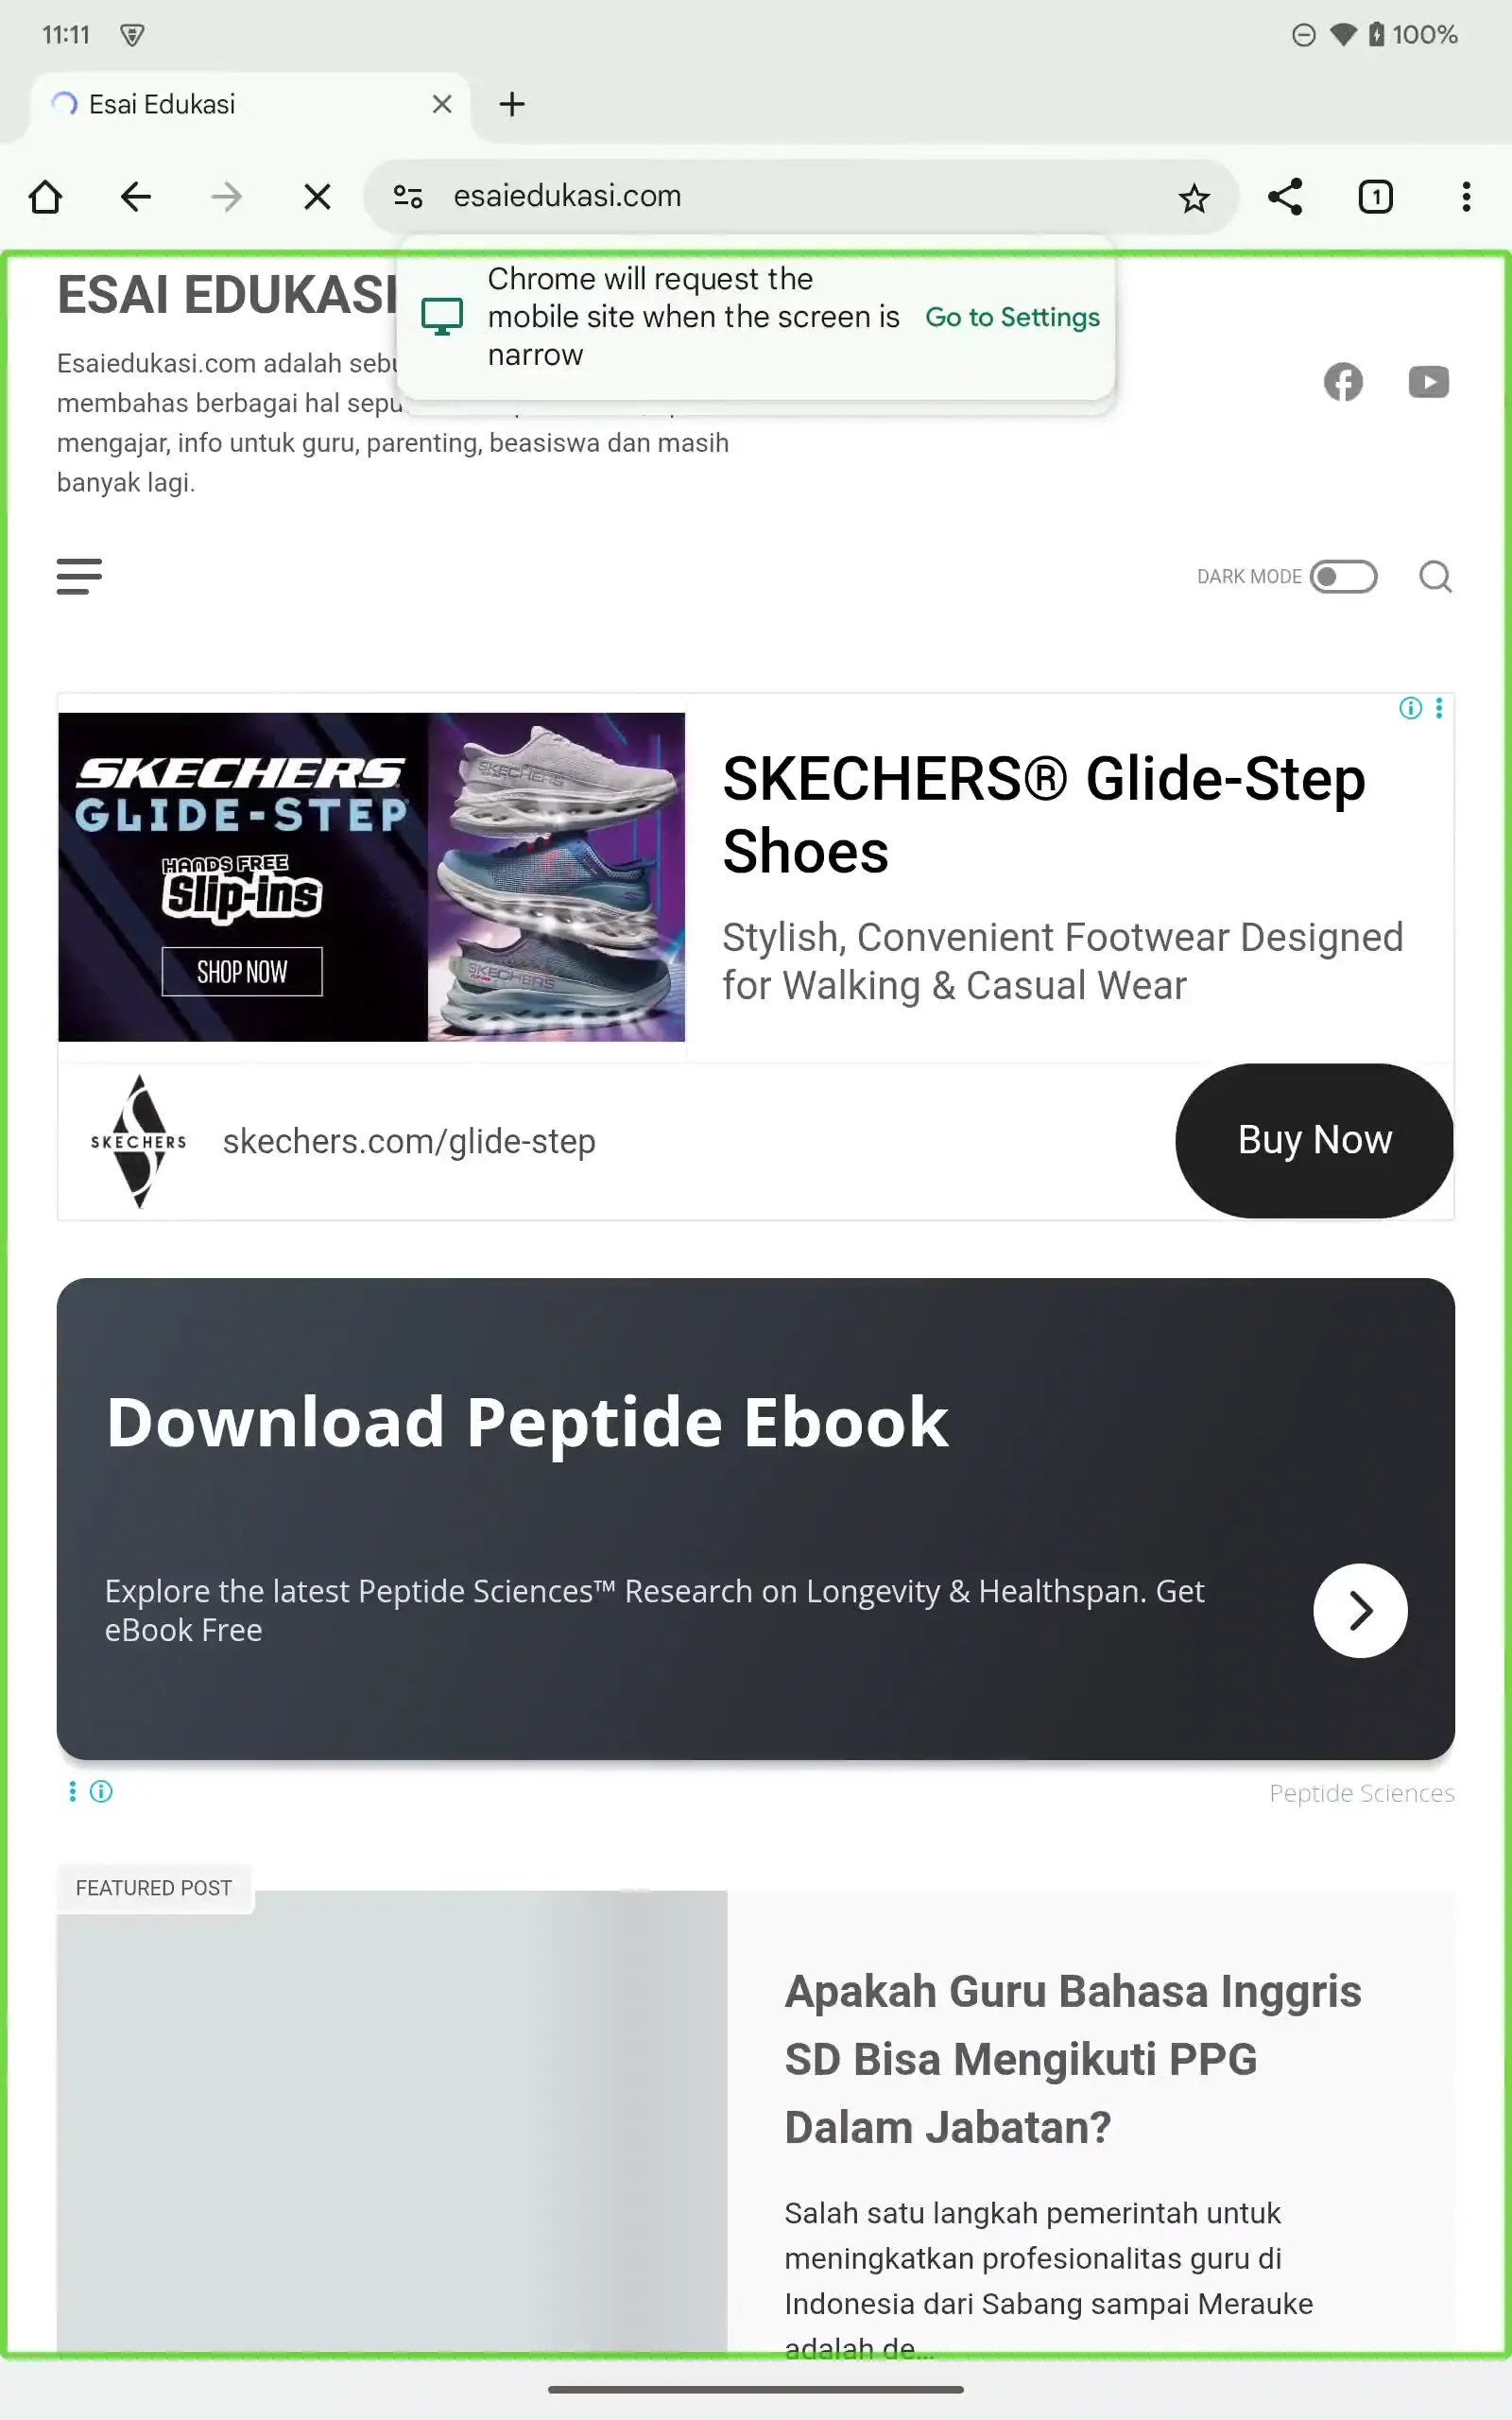 11:11
100%
Esai Edukasi
esaiedukasi.com
1
ESAI EDUKASI
Chrome will request the
mobile site when the screen is
narrow
Go to Settings
Esaiedukasi.com adalah
membahas berbagai hal
mengajar, info untuk guru, parenting, beasiswa dan masih
banyak lagi.
DARK MODE
SKECHERS
GLIDE-STEP
HANDS FREE
Slip-ins
SHOP NOW
SKECHERS
SKECHERS
SKECHERS® Glide-Step
Shoes
Stylish, Convenient Footwear Designed
for Walking & Casual Wear
SKECHERS
skechers.com/glide-step
Buy Now
Download Peptide Ebook
Explore the latest Peptide Sciences™ Research on Longevity & Healthspan. Get
eBook Free
Peptide Sciences
FEATURED POST
Apakah Guru Bahasa Inggris
SD Bisa Mengikuti PPG
Dalam Jabatan?
Salah satu langkah pemerintah untuk
meningkatkan profesionalitas guru di
Indonesia dari Sabang sampai Merauke
adalah de...